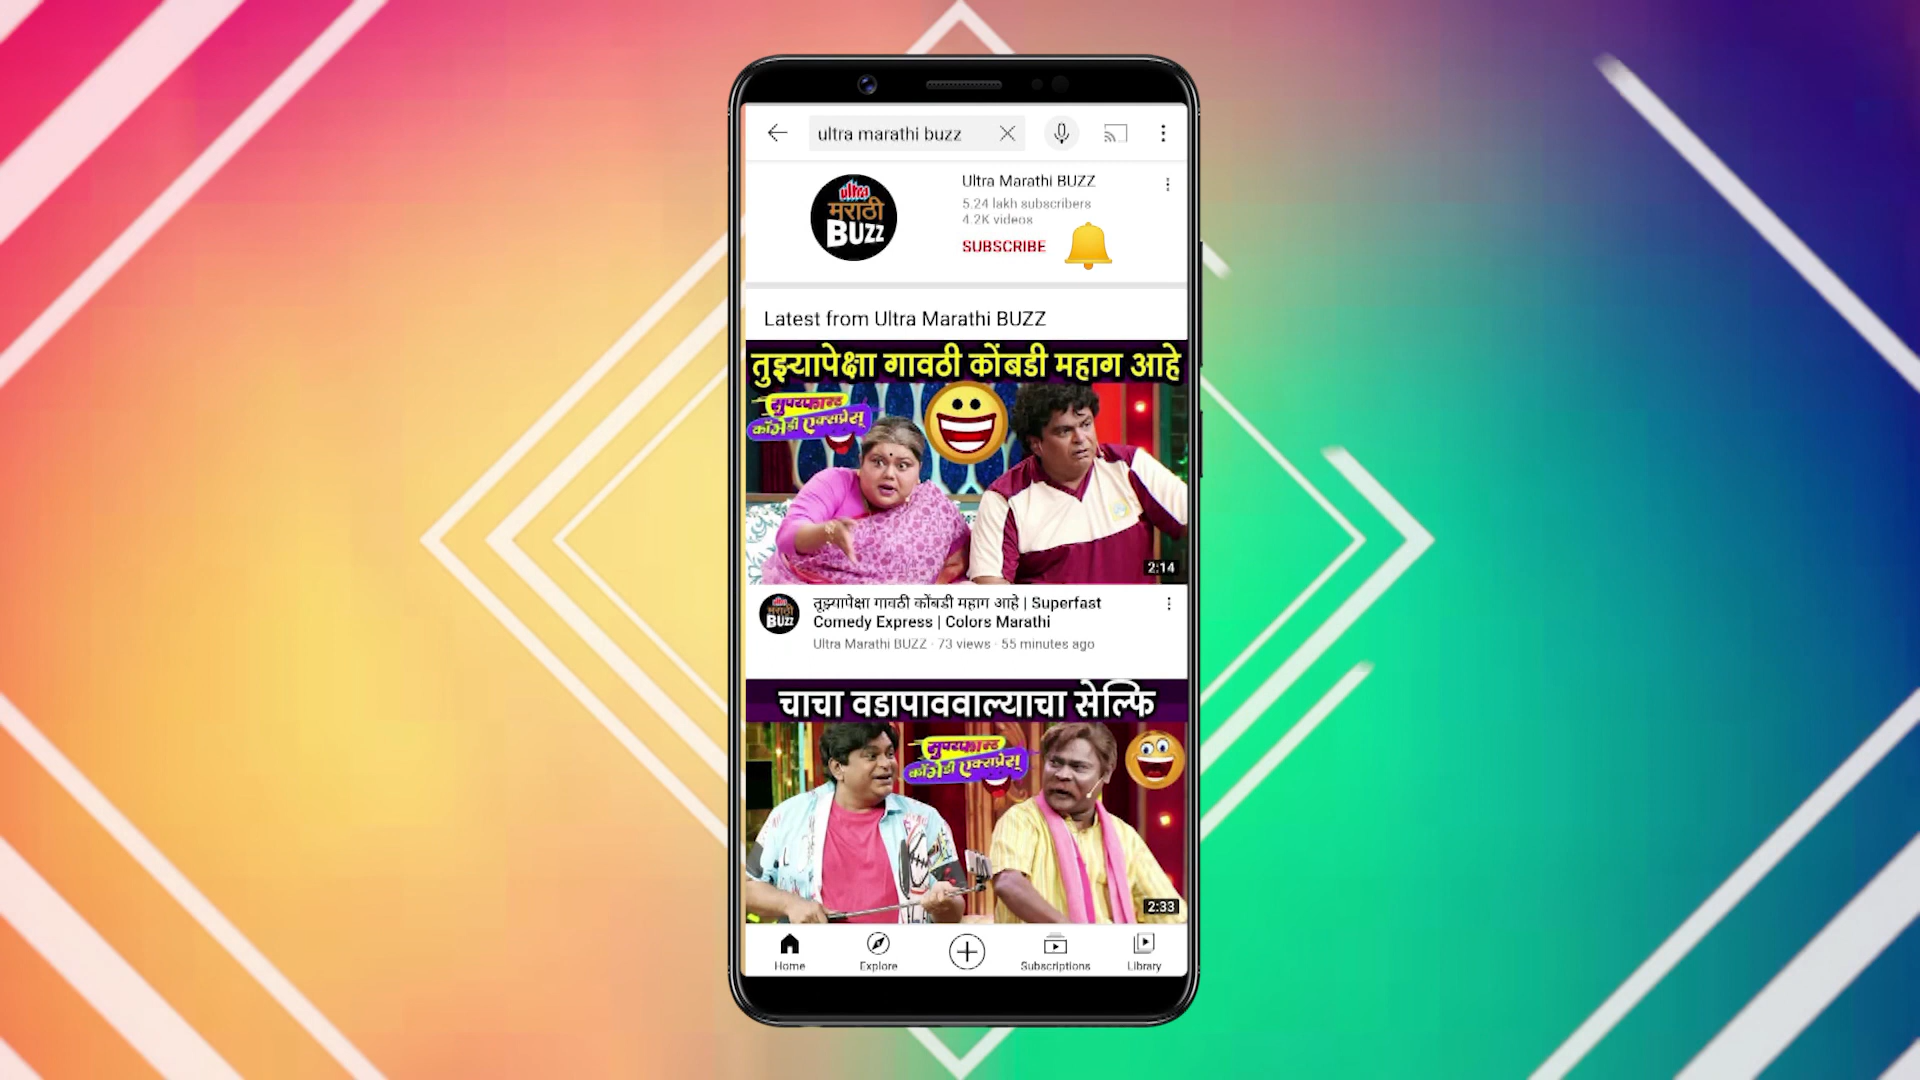 ultra marathi buzz
ultra
मराठी
BUZZ
Ultra Marathi BUZZ
5.24 lakh subscribers
4.2K videos
SUBSCRIBE
Latest from Ultra Marathi BUZZ
तुझ्यापेक्षा गावठी कोंबडी महाग आहे
सुपरफास्ट
कॉमेडी एक्सप्रेस्
2:14
ultra
मराठी
BUZZ
तूझ्यापेक्षा गावठी कोंबडी महाग आहे | Superfast
Comedy Express | Colors Marathi
Ultra Marathi BUZZ · 73 views · 55 minutes ago
चाचा वडापाववाल्याचा सेल्फि
सुपरफास्ट
कॉमेडी एक्सप्रेस्
2:33
Home
Explore
Subscriptions
Library